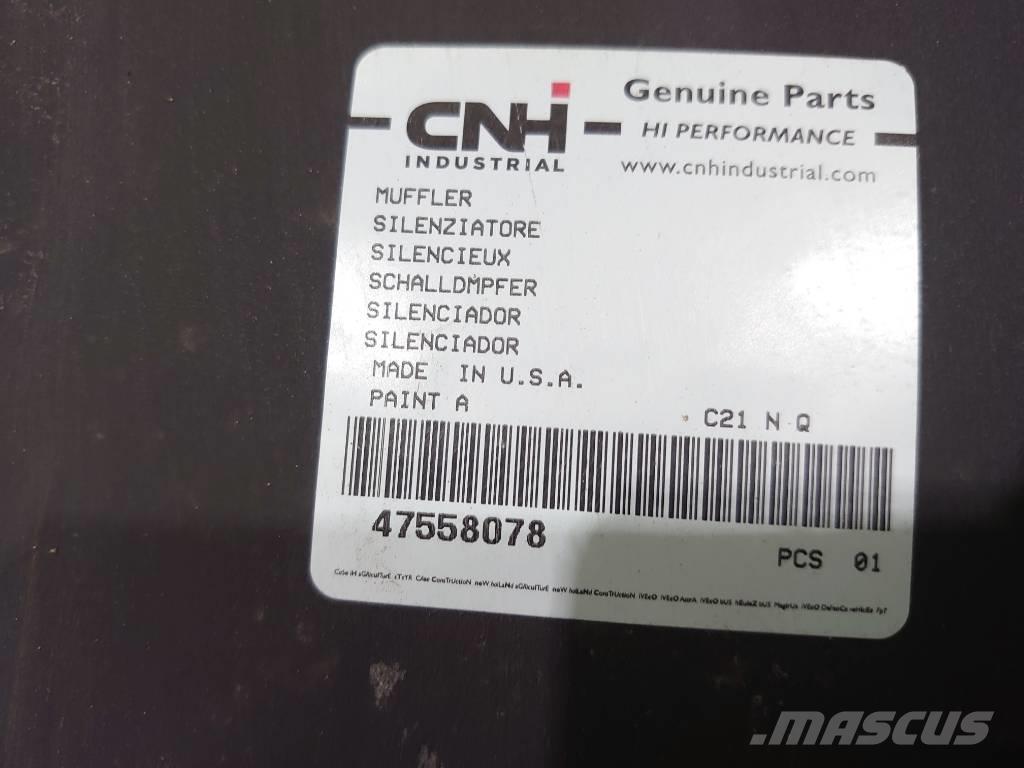 CNH
INDUSTRIAL
Genuine Parts
HI PERFORMANCE
www.cnhindustrial.com
MUFFLER
SILENZIATORE
SILENCIEUX
SCHALLDMPFER
SILENCIADOR
SILENCIADOR
MADE IN U.S.A.
PAINT A
C21 N Q
47558078
PCS 01
MASCUS